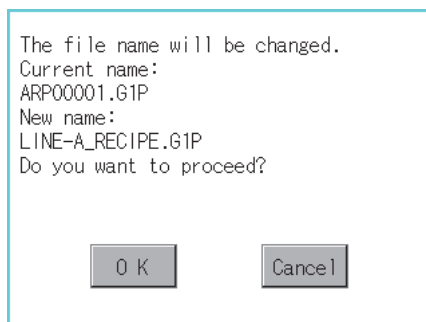 The file name will be changed.
Current name:
ARP00001.G1P
New name:
LINE-A_RECIPE.G1P
Do you want to proceed?
OK Cancel